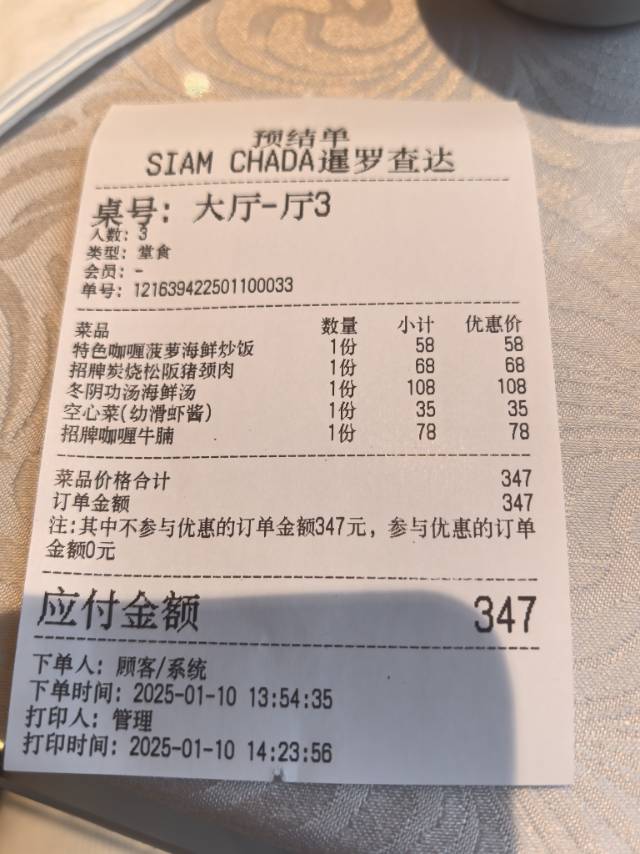 预结单
SIAM CHADA暹罗查达
桌号: 大厅-厅3
人数: 3
类型: 堂食
会员: -
单号: 121639422501100033
菜品 数量 小计 优惠价
特色咖喱菠萝海鲜炒饭 1份 58 58
招牌炭烧松阪猪颈肉 1份 68 68
冬阴功汤海鲜汤 1份 108 108
空心菜(幼滑虾酱) 1份 35 35
招牌咖喱牛腩 1份 78 78
菜品价格合计 347
订单金额 347
注:其中不参与优惠的订单金额347元, 参与优惠的订单
金额0元
应付金额 347
下单人: 顾客/系统
下单时间: 2025-01-10 13:54:35
打印人: 管理
打印时间: 2025-01-10 14:23:56